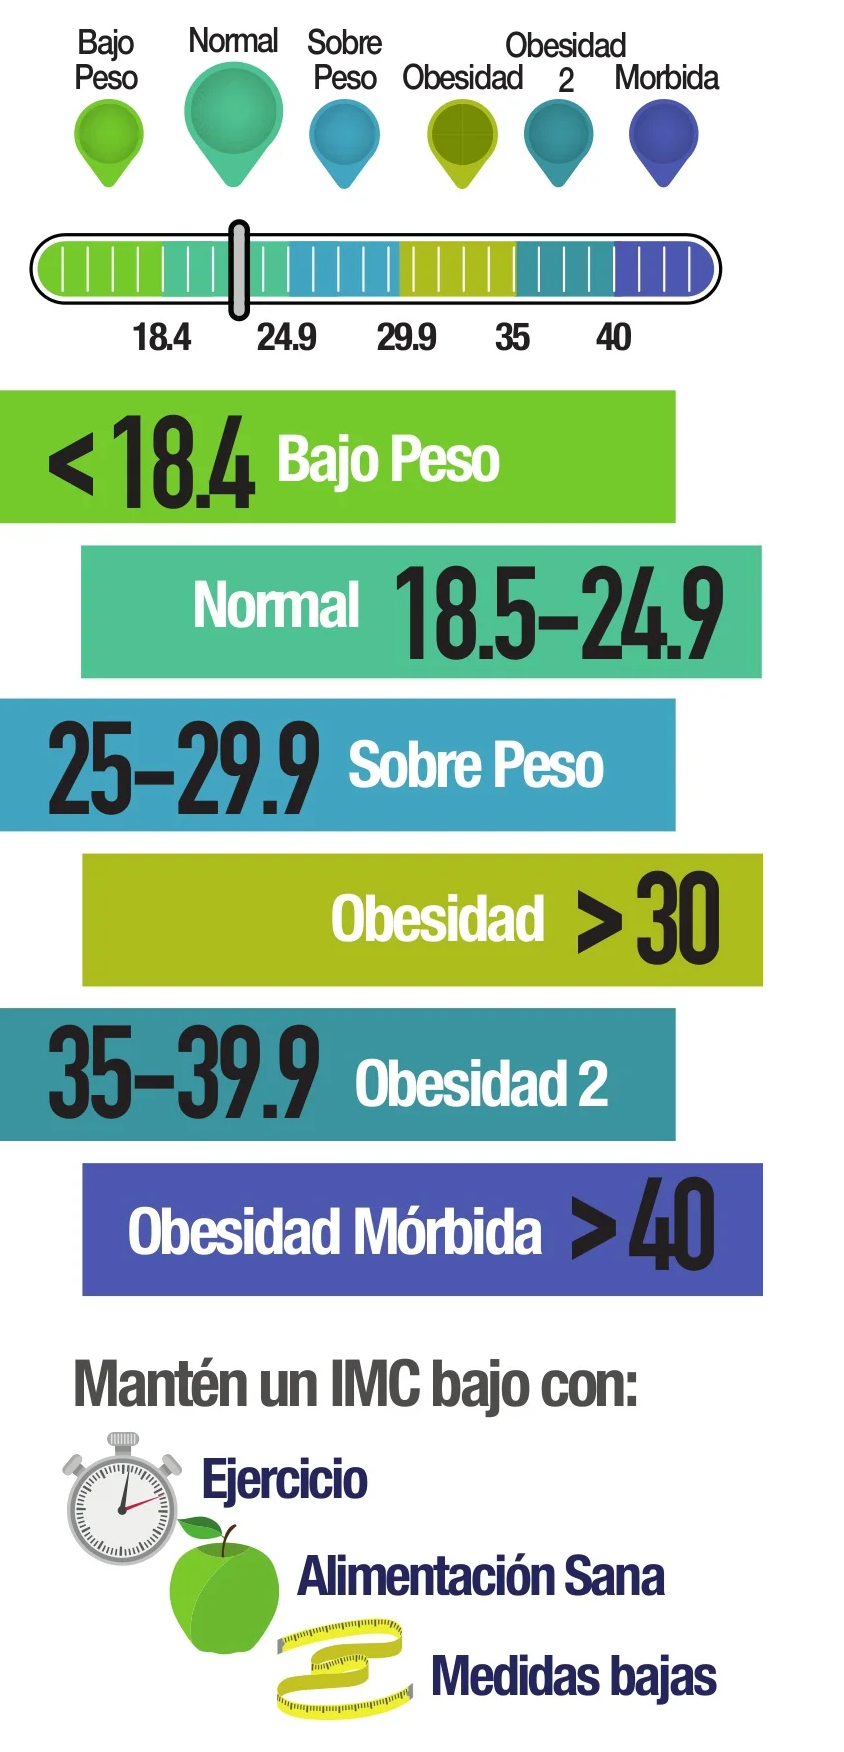 Bajo
Peso
Normal
Sobre
Peso
Obesidad
Obesidad
2
Morbida
18.4 24.9 29.9 35 40
< 18.4 Bajo Peso
Normal 18.5–24.9
25–29.9 Sobre Peso
Obesidad > 30
35–39.9 Obesidad 2
Obesidad Mórbida > 40
Mantén un IMC bajo con:
Ejercicio
Alimentación Sana
Medidas bajas